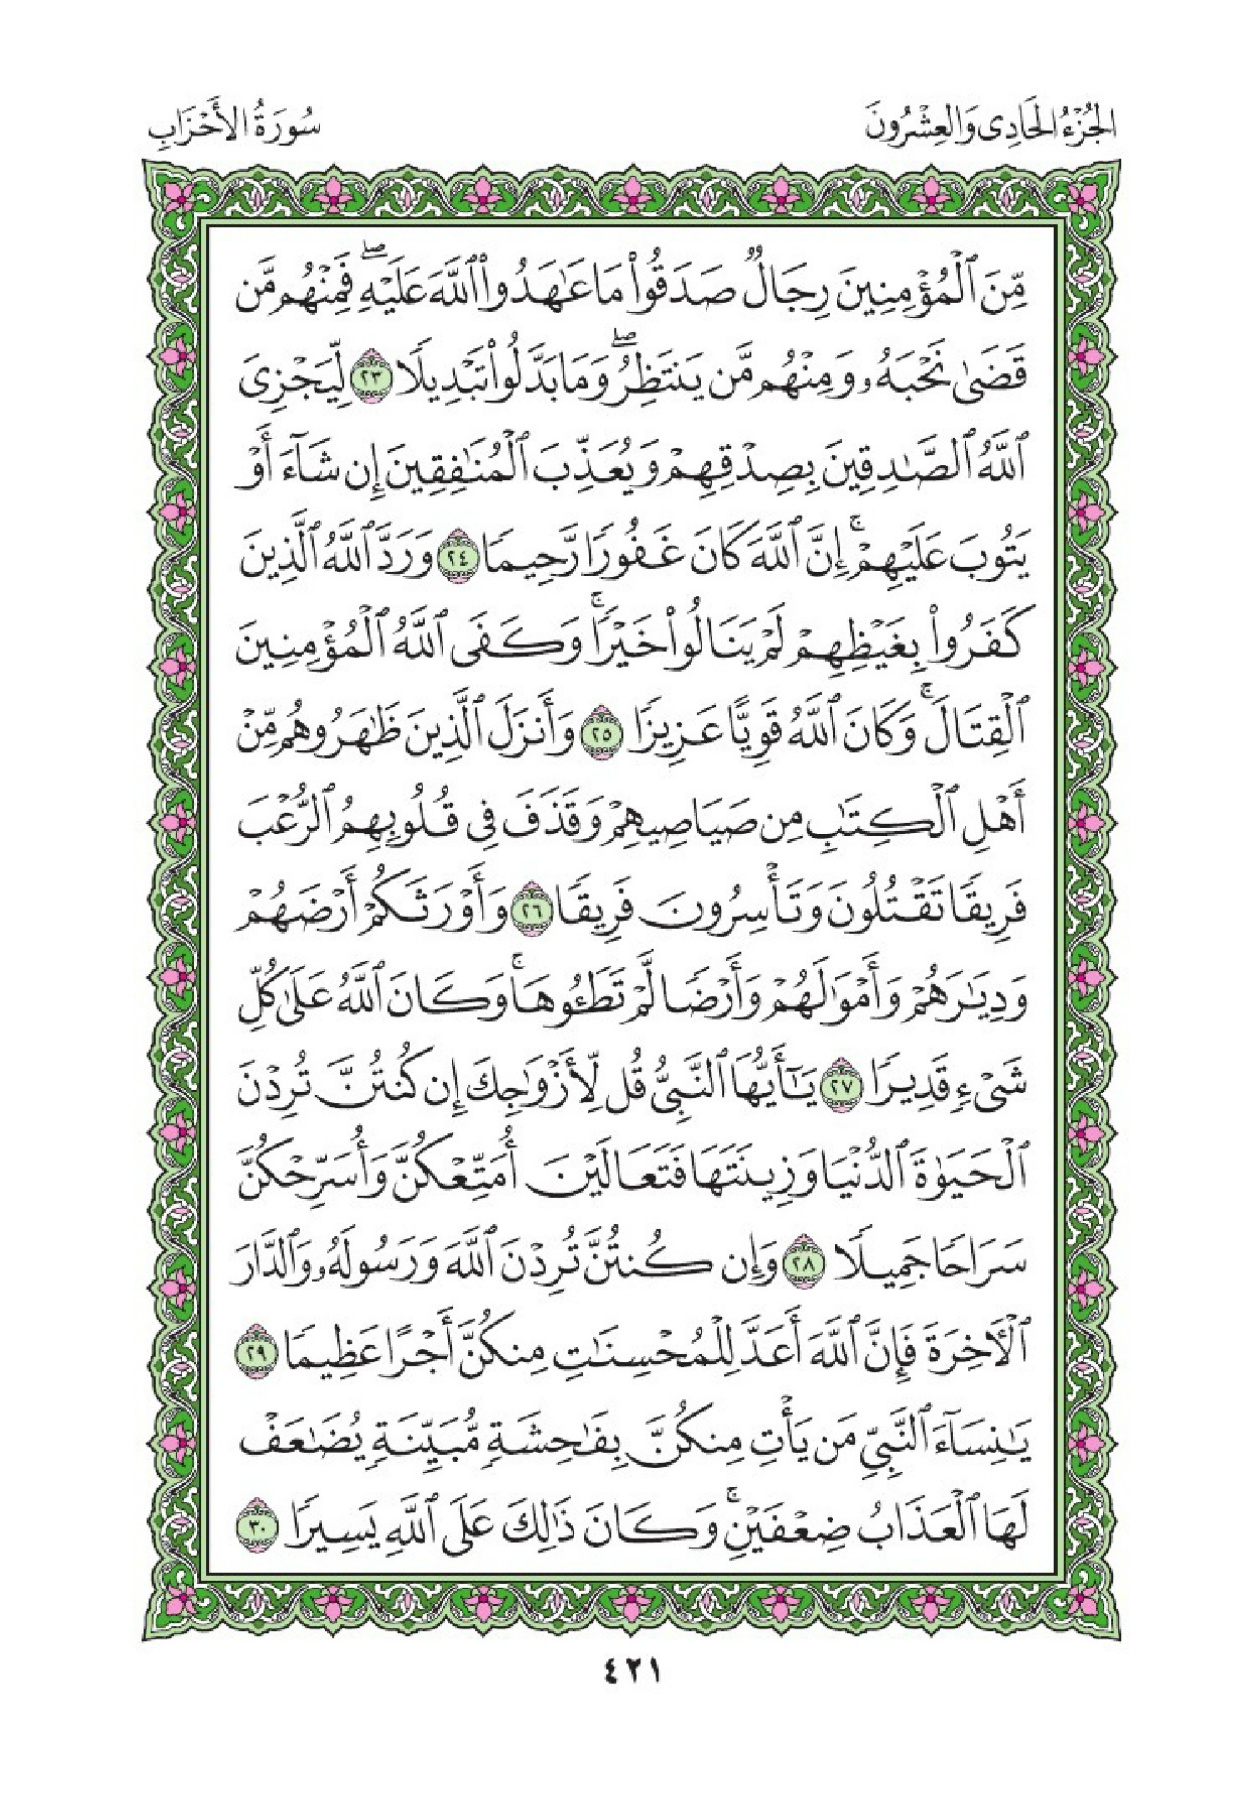 الجُزْءُ الحَادِى وَالعِشْرُونَ
سُورَةُ الأَحْزَابِ
مِّنَ ٱلْمُؤْمِنِينَ رِجَالٌ صَدَقُوا۟ مَا عَـٰهَدُوا۟ ٱللَّهَ عَلَيْهِ ۖ فَمِنْهُم مَّن
قَضَىٰ نَحْبَهُۥ وَمِنْهُم مَّن يَنتَظِرُ ۖ وَمَا بَدَّلُوا۟ تَبْدِيلًا ٢٣ لِّيَجْزِىَ
ٱللَّهُ ٱلصَّـٰدِقِينَ بِصِدْقِهِمْ وَيُعَذِّبَ ٱلْمُنَـٰفِقِينَ إِن شَآءَ أَوْ
يَتُوبَ عَلَيْهِمْ ۚ إِنَّ ٱللَّهَ كَانَ غَفُورًا رَّحِيمًا ٢٤ وَرَدَّ ٱللَّهُ ٱلَّذِينَ
كَفَرُوا۟ بِغَيْظِهِمْ لَمْ يَنَالُوا۟ خَيْرًا ۚ وَكَفَى ٱللَّهُ ٱلْمُؤْمِنِينَ
ٱلْقِتَالَ ۚ وَكَانَ ٱللَّهُ قَوِيًّا عَزِيزًا ٢٥ وَأَنزَلَ ٱلَّذِينَ ظَـٰهَرُوهُم مِّنْ
أَهْلِ ٱلْكِتَـٰبِ مِن صَيَاصِيهِمْ وَقَذَفَ فِى قُلُوبِهِمُ ٱلرُّعْبَ
فَرِيقًا تَقْتُلُونَ وَتَأْسِرُونَ فَرِيقًا ٢٦ وَأَوْرَثَكُمْ أَرْضَهُمْ
وَدِيَـٰرَهُمْ وَأَمْوَٰلَهُمْ وَأَرْضًا لَّمْ تَطَـُٔوهَا ۚ وَكَانَ ٱللَّهُ عَلَىٰ كُلِّ
شَىْءٍ قَدِيرًا ٢٧ يَـٰٓأَيُّهَا ٱلنَّبِىُّ قُل لِّأَزْوَٰجِكَ إِن كُنتُنَّ تُرِدْنَ
ٱلْحَيَوٰةَ ٱلدُّنْيَا وَزِينَتَهَا فَتَعَالَيْنَ أُمَتِّعْكُنَّ وَأُسَرِّحْكُنَّ
سَرَاحًا جَمِيلًا ٢٨ وَإِن كُنتُنَّ تُرِدْنَ ٱللَّهَ وَرَسُولَهُۥ وَٱلدَّارَ
ٱلْـَٔاخِرَةَ فَإِنَّ ٱللَّهَ أَعَدَّ لِلْمُحْسِنَـٰتِ مِنكُنَّ أَجْرًا عَظِيمًا ٢٩
يَـٰنِسَآءَ ٱلنَّبِىِّ مَن يَأْتِ مِنكُنَّ بِفَـٰحِشَةٍ مُّبَيِّنَةٍ يُضَـٰعَفْ
لَهَا ٱلْعَذَابُ ضِعْفَيْنِ ۚ وَكَانَ ذَٰلِكَ عَلَى ٱللَّهِ يَسِيرًا ٣٠
٤٢١